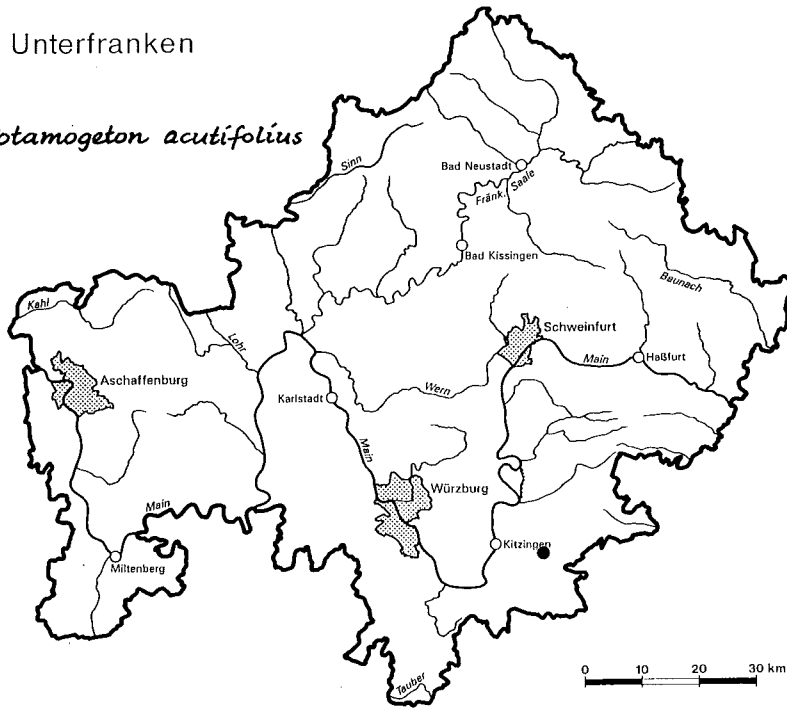 Unterfranken
otamogeton acutifolius
Sinn
Bad Neustadt
Fränk. Saale
Bad Kissingen
Baunach
Kahl
Lohr
Schweinfurt
Main
Haßfurt
Aschaffenburg
Wern
Karlstadt
Main
Würzburg
Main
Kitzingen
Miltenberg
Tauber
0 10 20 30 km